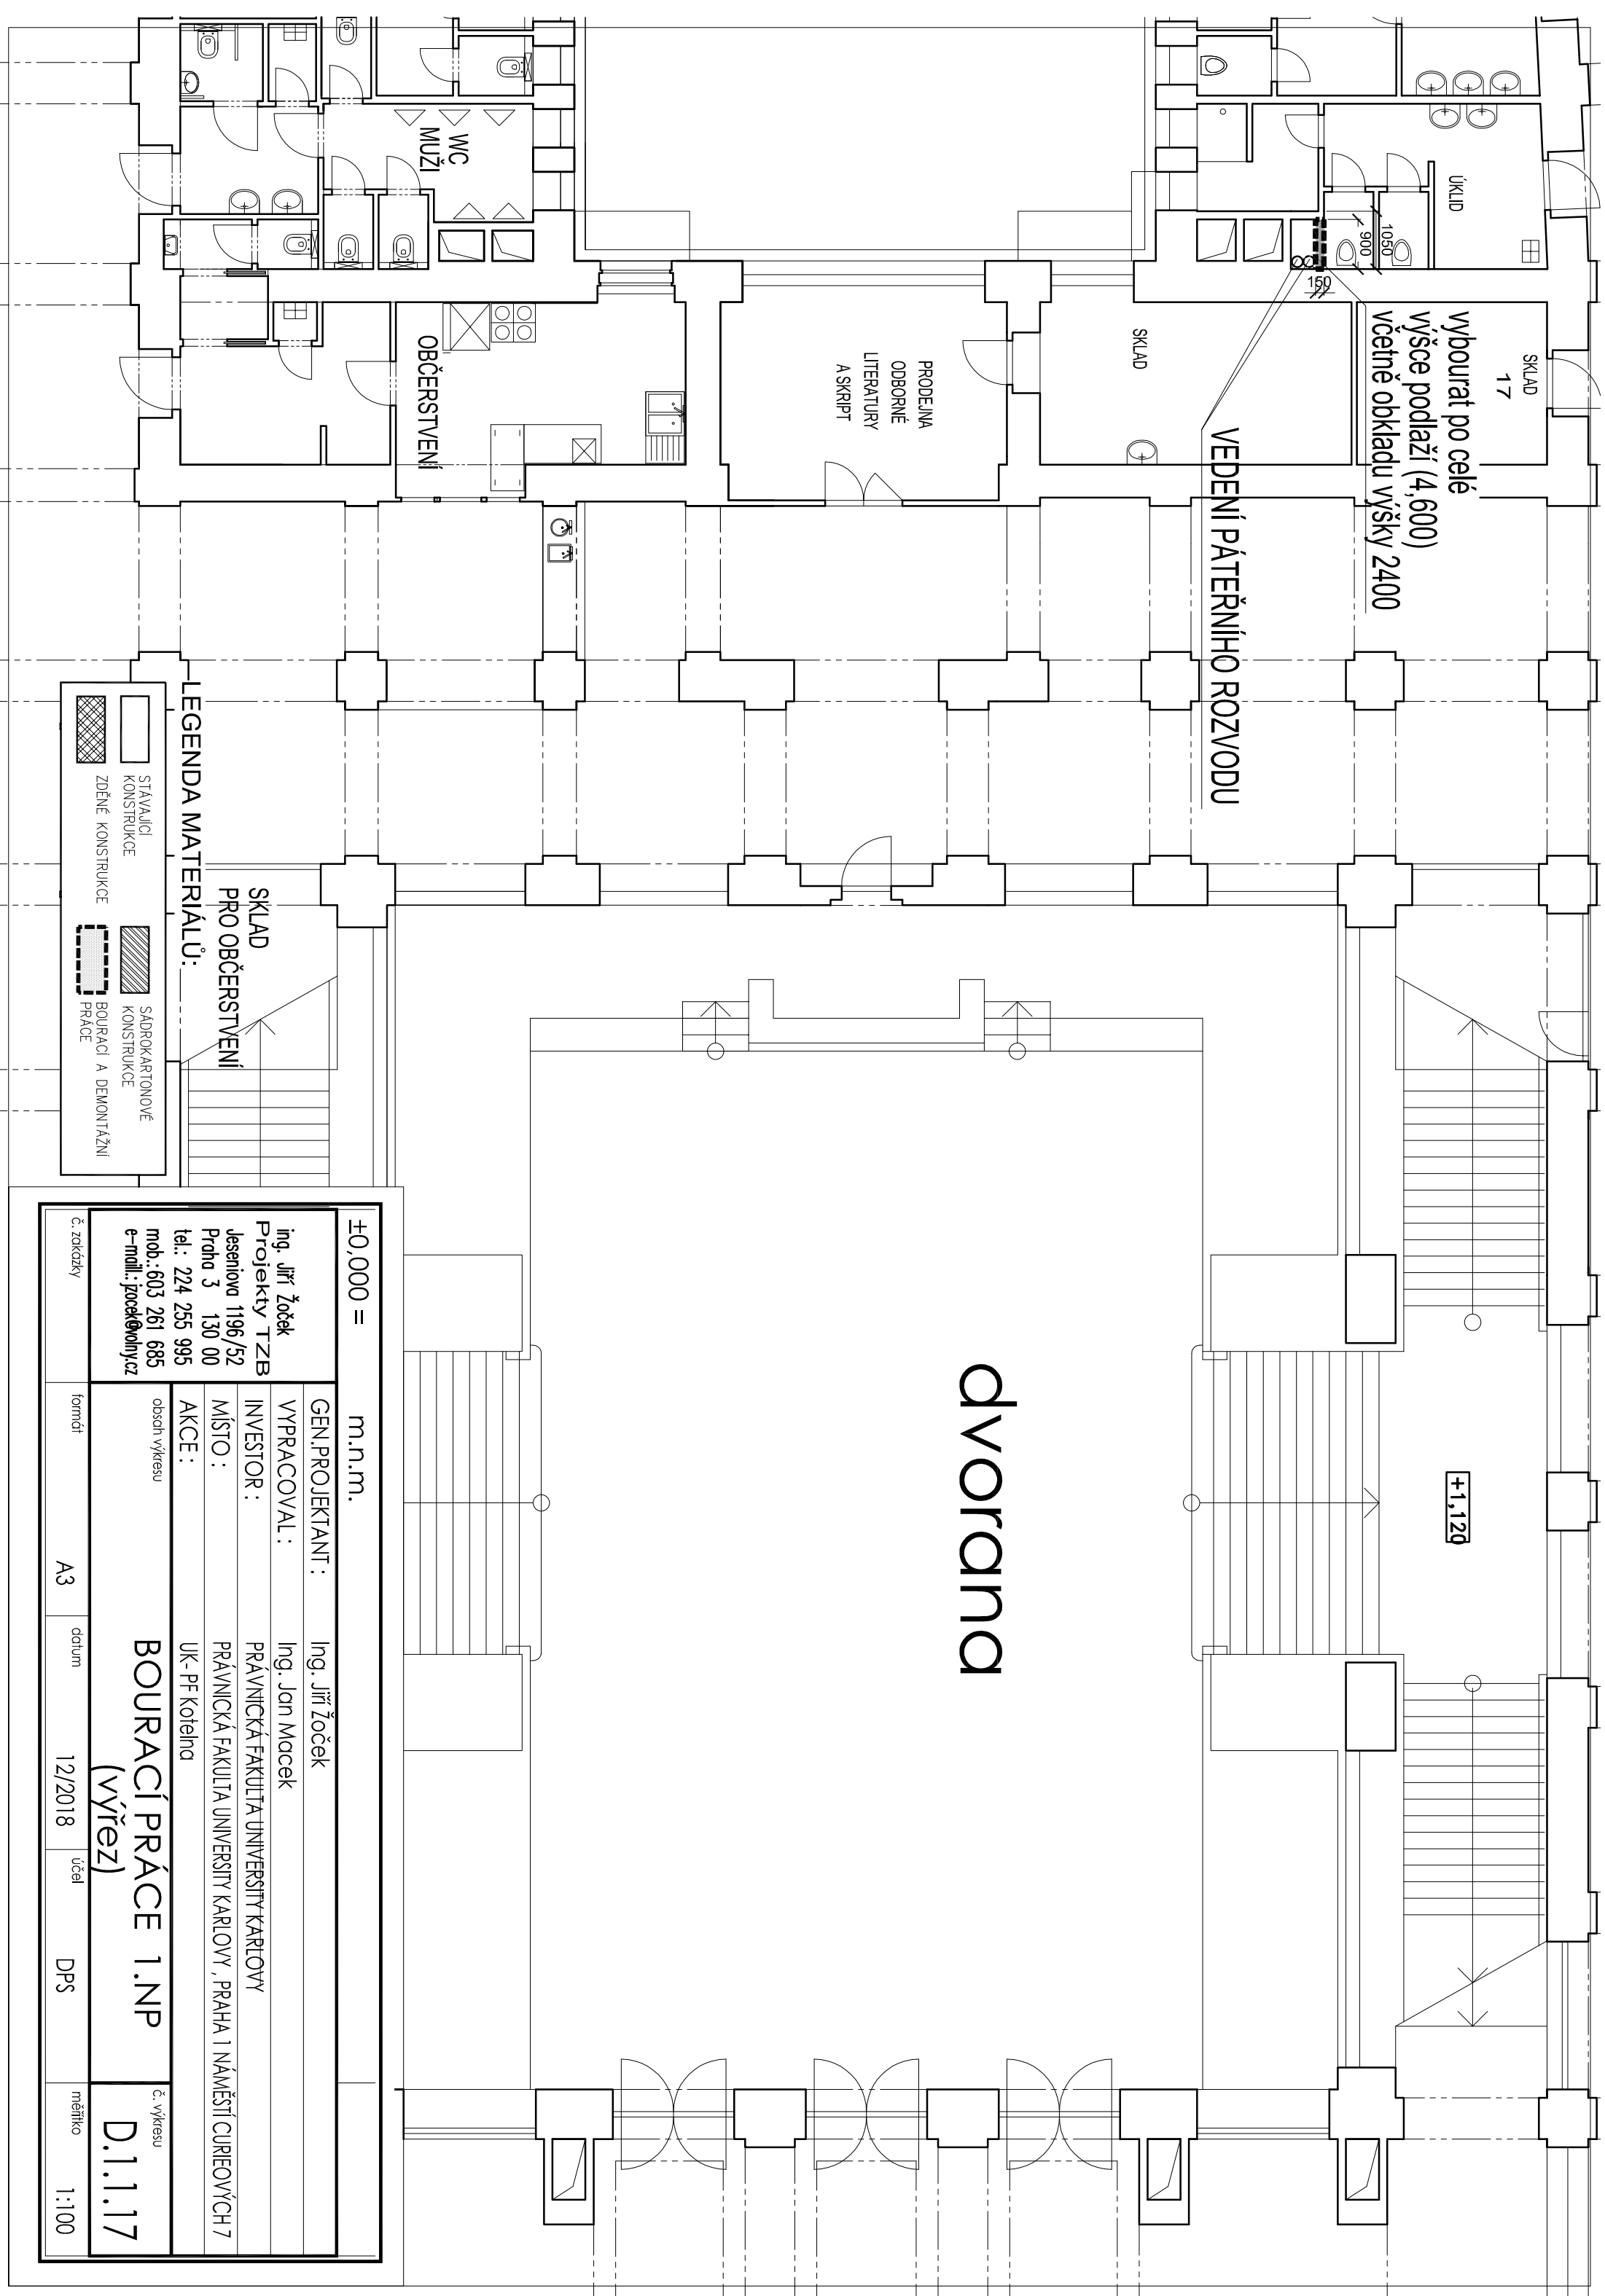 WC
MUŽI
ÚKLID
1050
900
150
SKLAD
17
vybourat po celé
výšce podlaží (4,600)
včetně obkladu výšky 2400
VEDENÍ PÁTEŘNÍHO ROZVODU
SKLAD
PRODEJNA
ODBORNÉ
LITERATURY
A SKRIPT
OBČERSTVENÍ
SKLAD
PRO OBČERSTVENÍ
dvorana
+1,120
LEGENDA MATERIÁLŮ:
STÁVAJÍCÍ
KONSTRUKCE
SÁDROKARTONOVÉ
KONSTRUKCE
ZDĚNÉ KONSTRUKCE
BOURACÍ A DEMONTÁŽNÍ
PRÁCE
±0,000 = m.n.m.
ing. Jiří Žoček
Projekty TZB
Jeseniova 1196/52
Praha 3 130 00
tel.: 224 255 995
mob.:603 261 685
e-maill.: jzocek@volny.cz
GEN.PROJEKTANT : Ing. Jiří Žoček
VYPRACOVAL : Ing. Jan Macek
INVESTOR : PRÁVNICKÁ FAKULTA UNIVERSITY KARLOVY
MÍSTO : PRÁVNICKÁ FAKULTA UNIVERSITY KARLOVY , PRAHA 1 NÁMĚSTÍ CURIEOVÝCH 7
AKCE : UK- PF Kotelna
obsah výkresu
BOURACÍ PRÁCE 1.NP
(výřez)
č. výkresu
D.1.1.17
č. zakázky
formát A3
datum 12/2018
účel DPS
měřítko 1:100